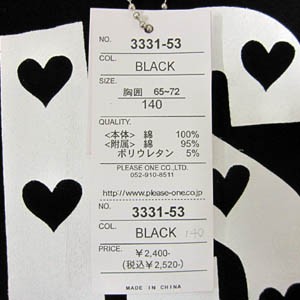 NO. 3331-53
COL. BLACK
SIZE.
胸囲 65~72
140
QUALITY.
<本体> 綿 100%
<附属> 綿 95%
ポリウレタン 5%
PLEASE ONE CO.,LTD.
052-910-8511
http://www.please-one.co.jp
NO. 3331-53
COL. BLACK 140
PRICE. ¥2,400-
(税込¥2,520-)
MADE IN CHINA